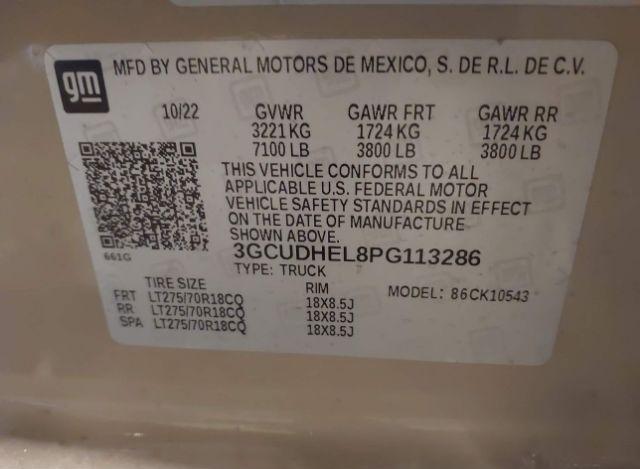 gm
MFD BY GENERAL MOTORS DE MEXICO, S. DE R.L. DE C.V.
10/22 GVWR GAWR FRT GAWR RR
3221 KG 1724 KG 1724 KG
7100 LB 3800 LB 3800 LB
THIS VEHICLE CONFORMS TO ALL
APPLICABLE U.S. FEDERAL MOTOR
VEHICLE SAFETY STANDARDS IN EFFECT
ON THE DATE OF MANUFACTURE
SHOWN ABOVE.
661G
3GCUDHEL8PG113286
TYPE: TRUCK
TIRE SIZE RIM MODEL: 86CK10543
FRT LT275/70R18CQ 18X8.5J
RR LT275/70R18CQ 18X8.5J
SPA LT275/70R18CQ 18X8.5J